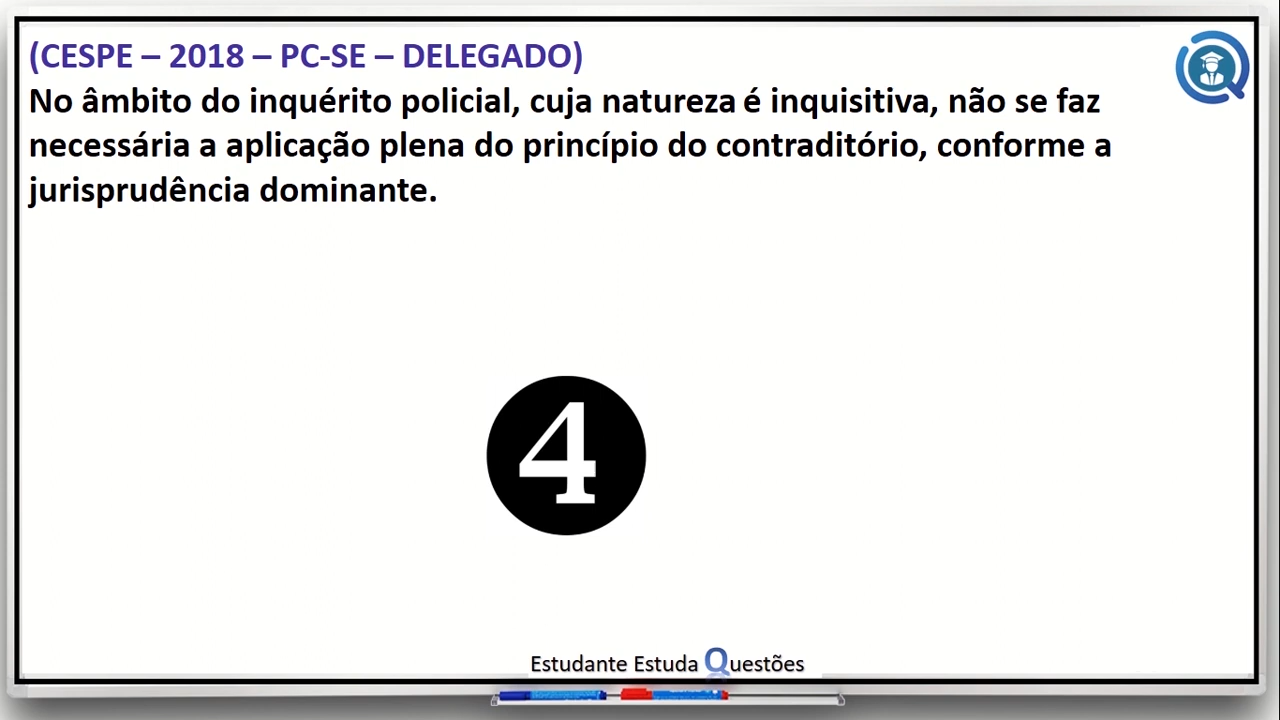 (CESPE – 2018 – PC-SE – DELEGADO)
No âmbito do inquérito policial, cuja natureza é inquisitiva, não se faz
necessária a aplicação plena do princípio do contraditório, conforme a
jurisprudência dominante.
4
Estudante Estuda Questões